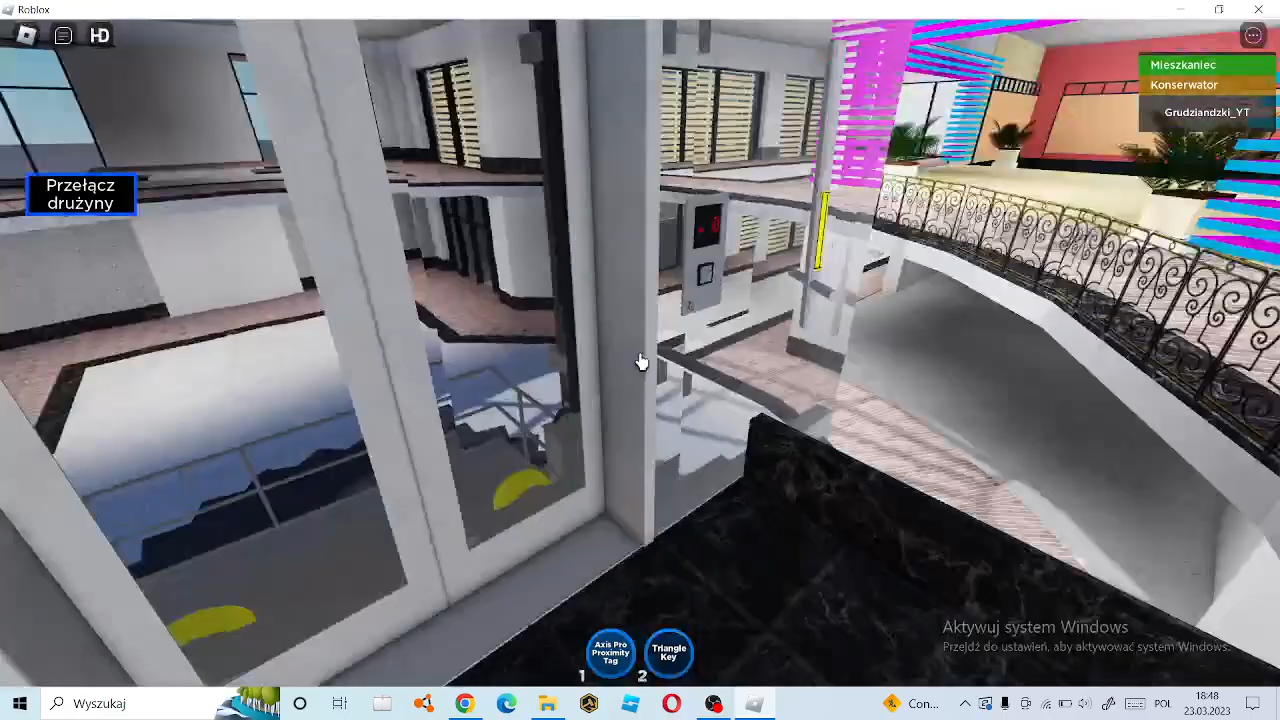 Roblox
HD
Mieszkaniec
Konserwator
Grudziandzki_YT
Przełącz
drużyny
Axis Pro
Proximity
Tag
1
Triangle
Key
2
Aktywuj system Windows
Przejdź do ustawień, aby aktywować system Windows.
Wyszukaj
Con...
POL
18:48
23.03.2023